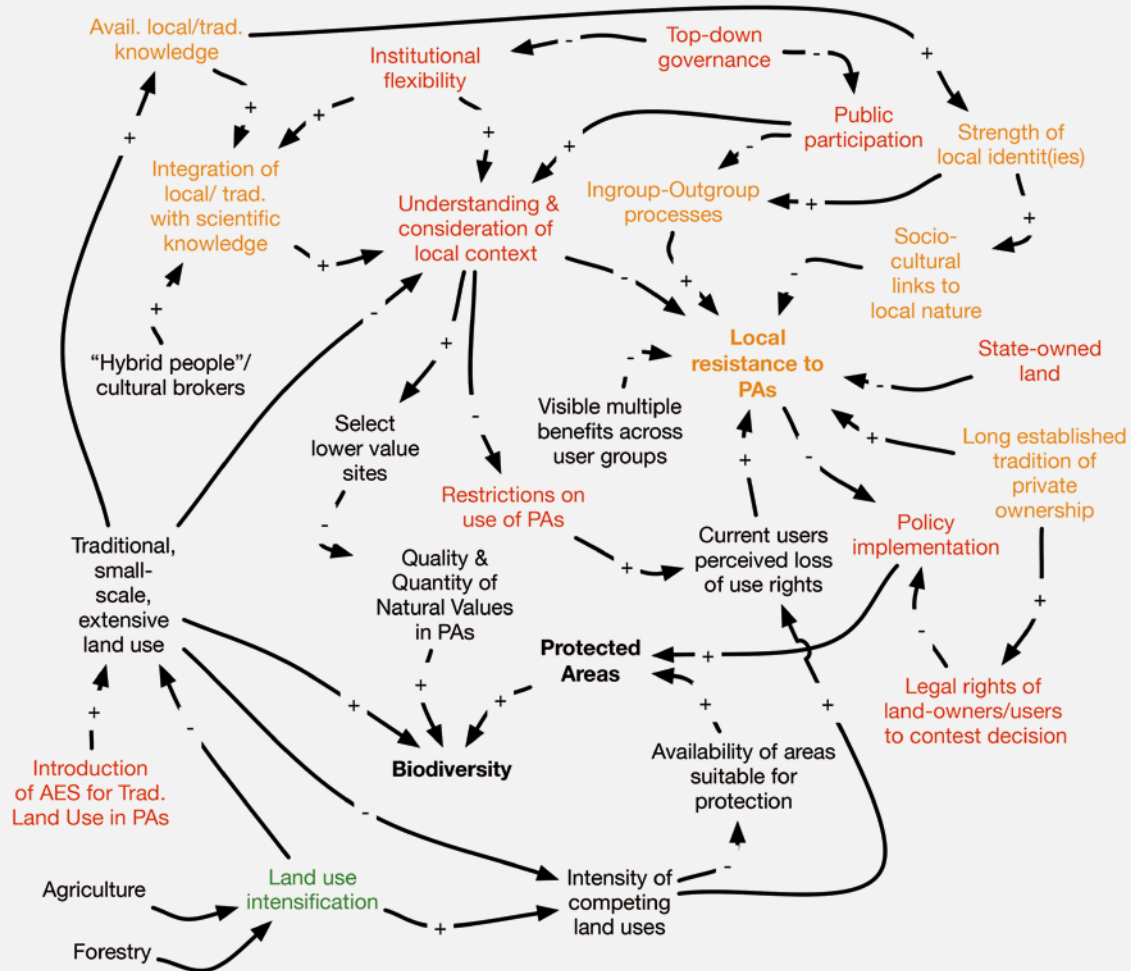 Avail. local/trad.
knowledge
+
Institutional
flexibility
-
Top-down
governance
-
+
Public
participation
Strength of
local identit(ies)
+
+
+
+
+
-
Integration of
local/ trad.
with scientific
knowledge
+
Understanding &
consideration of
local context
Ingroup-Outgroup
processes
+
+
Socio-
cultural
links to
local nature
-
-
+
-
+
"Hybrid people"/
cultural brokers
Local
resistance to
PAs
State-owned
land
-
-
+
-
Visible multiple
benefits across
user groups
Select
lower value
sites
+
Long established
tradition of
private
ownership
-
+
-
Restrictions on
use of PAs
Policy
implementation
-
Traditional,
small-
scale,
extensive
land use
Quality &
Quantity of
Natural Values
in PAs
+
Current users
perceived loss
of use rights
+
-
+
Protected
Areas
+
+
+
Legal rights of
land-owners/users
to contest decision
+
+
+
-
Biodiversity
Availability of areas
suitable for
protection
Introduction
of AES for Trad.
Land Use in PAs
-
-
Agriculture
Land use
intensification
Intensity of
competing
land uses
+
Forestry